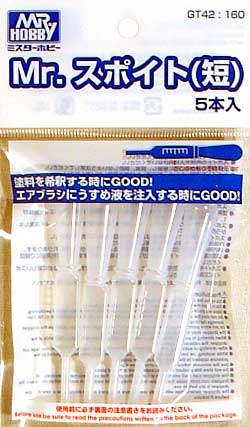 MR
HOBBY
ミスターホビー
GT42 : 160
Mr. スポイト(短)
5本入
塗料を希釈する時にGOOD!
エアブラシにうすめ液を注入する時にGOOD!
使用前に必ず裏面の注意書きをお読みください。
Before use be sure to read the precautions written on the back of the package.